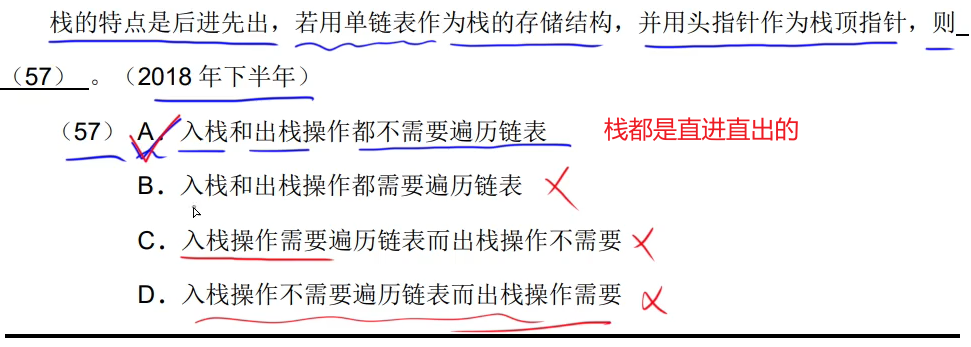 栈的特点是后进先出，若用单链表作为栈的存储结构，并用头指针作为栈顶指针，则
（57）。（2018 年下半年）
（57）A．入栈和出栈操作都不需要遍历链表 栈都是直进直出的
B．入栈和出栈操作都需要遍历链表
C．入栈操作需要遍历链表而出栈操作不需要
D．入栈操作不需要遍历链表而出栈操作需要